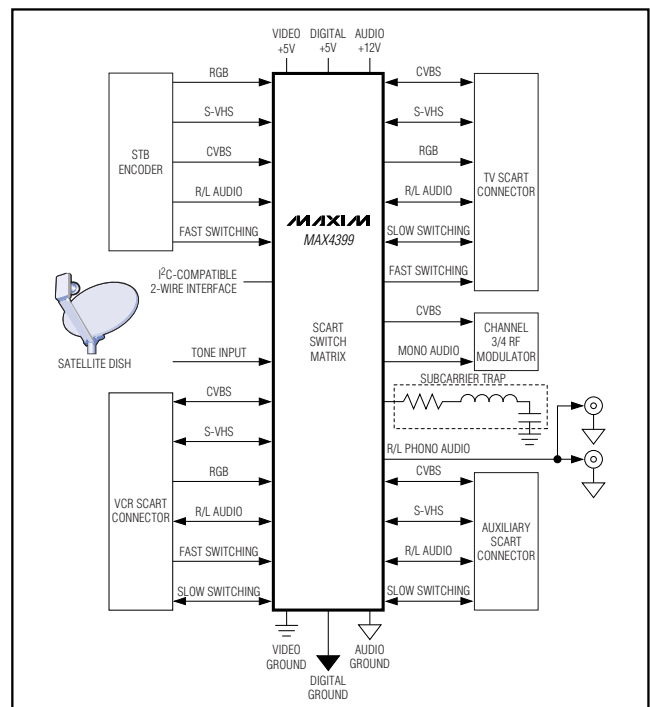 VIDEO +5V
DIGITAL +5V
AUDIO +12V
STB ENCODER
RGB
S-VHS
CVBS
R/L AUDIO
FAST SWITCHING
I²C-COMPATIBLE
2-WIRE INTERFACE
SATELLITE DISH
TONE INPUT
VCR SCART CONNECTOR
CVBS
S-VHS
RGB
R/L AUDIO
FAST SWITCHING
SLOW SWITCHING
MAXIM
MAX4399
SCART
SWITCH
MATRIX
CVBS
S-VHS
RGB
R/L AUDIO
SLOW SWITCHING
FAST SWITCHING
TV SCART
CONNECTOR
CVBS
MONO AUDIO
CHANNEL
3/4 RF
MODULATOR
SUBCARRIER TRAP
R/L PHONO AUDIO
CVBS
S-VHS
R/L AUDIO
SLOW SWITCHING
AUXILIARY
SCART
CONNECTOR
VIDEO
GROUND
DIGITAL
GROUND
AUDIO
GROUND